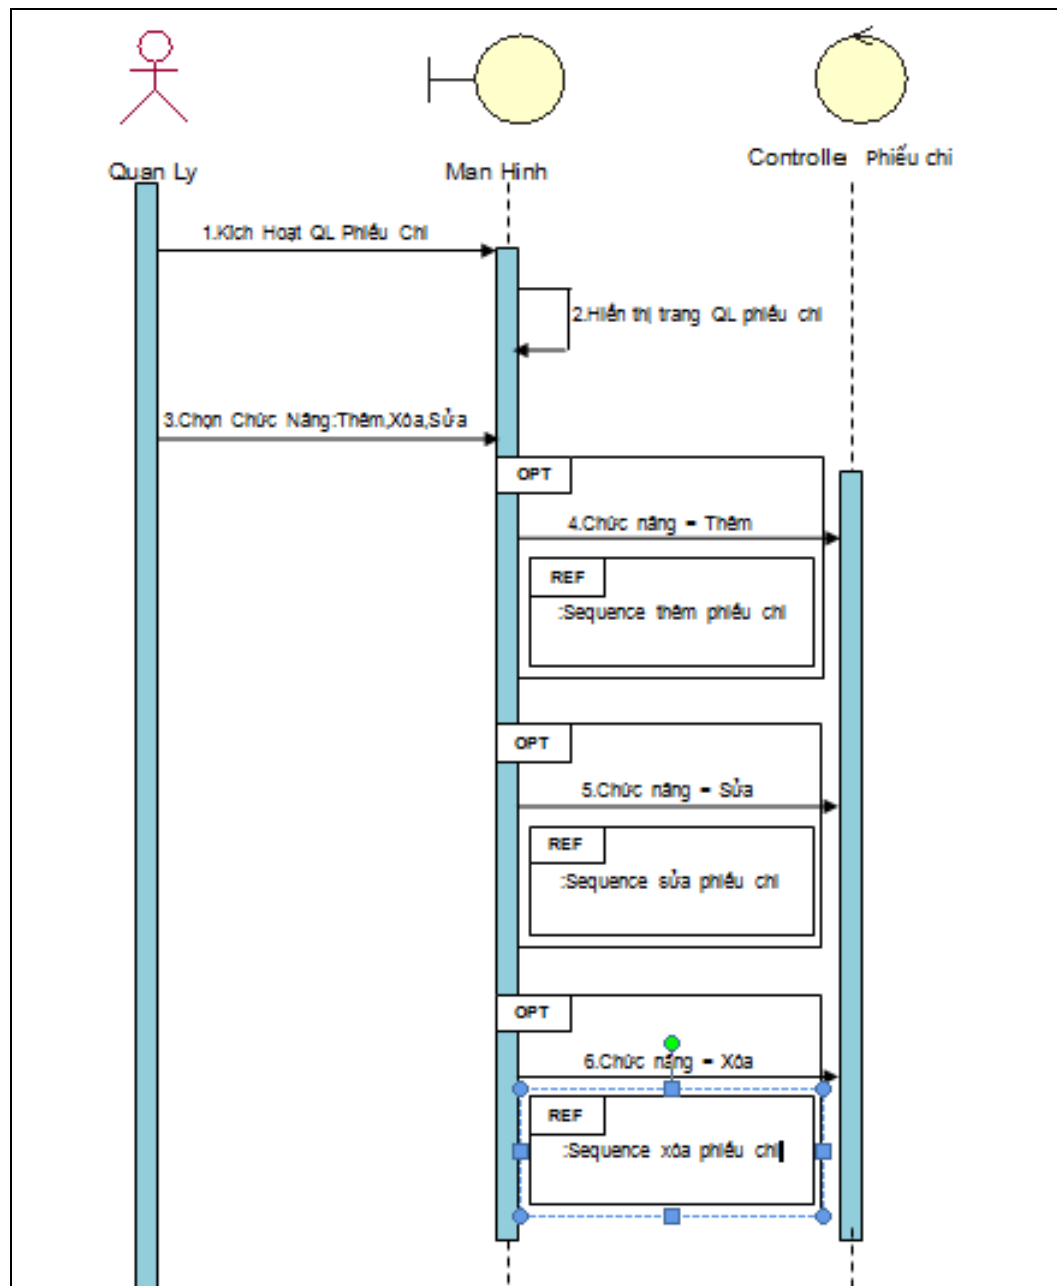 Quan Ly
Man Hinh
Controlle Phiếu chi
1.Kích Hoạt QL Phiếu Chi
2.Hiển thị trang QL phiếu chi
3.Chọn Chức Năng:Thêm,Xóa,Sửa
OPT
4.Chức năng = Thêm
REF
:Sequence thêm phiếu chi
OPT
5.Chức năng = Sửa
REF
:Sequence sửa phiếu chi
OPT
6.Chức năng = Xóa
REF
:Sequence xóa phiếu chi